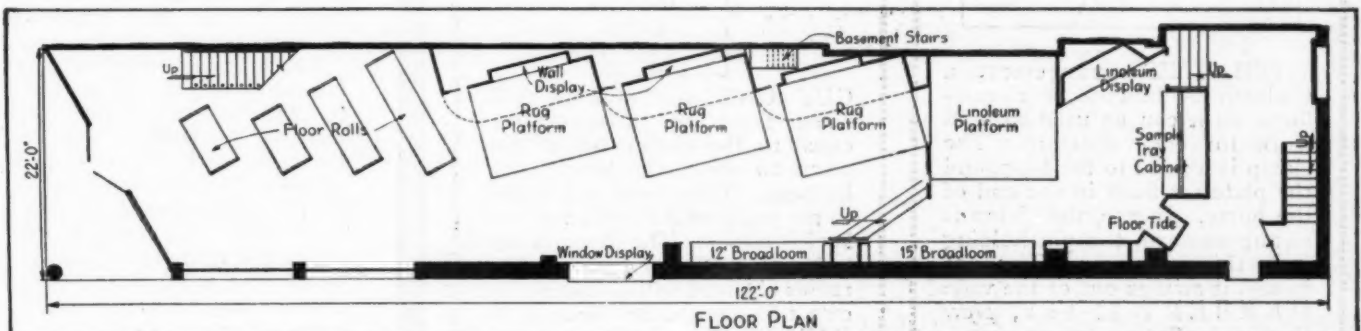 Up
Floor Rolls
Wall
Display
Rug
Platform
Rug
Platform
Basement Stairs
Rug
Platform
Linoleum
Platform
Linoleum
Display
Up
Sample
Tray
Cabinet
Up
Floor Tide
Up
Window Display
12' Broadloom
15' Broadloom
22'-0"
122'-0"
FLOOR PLAN